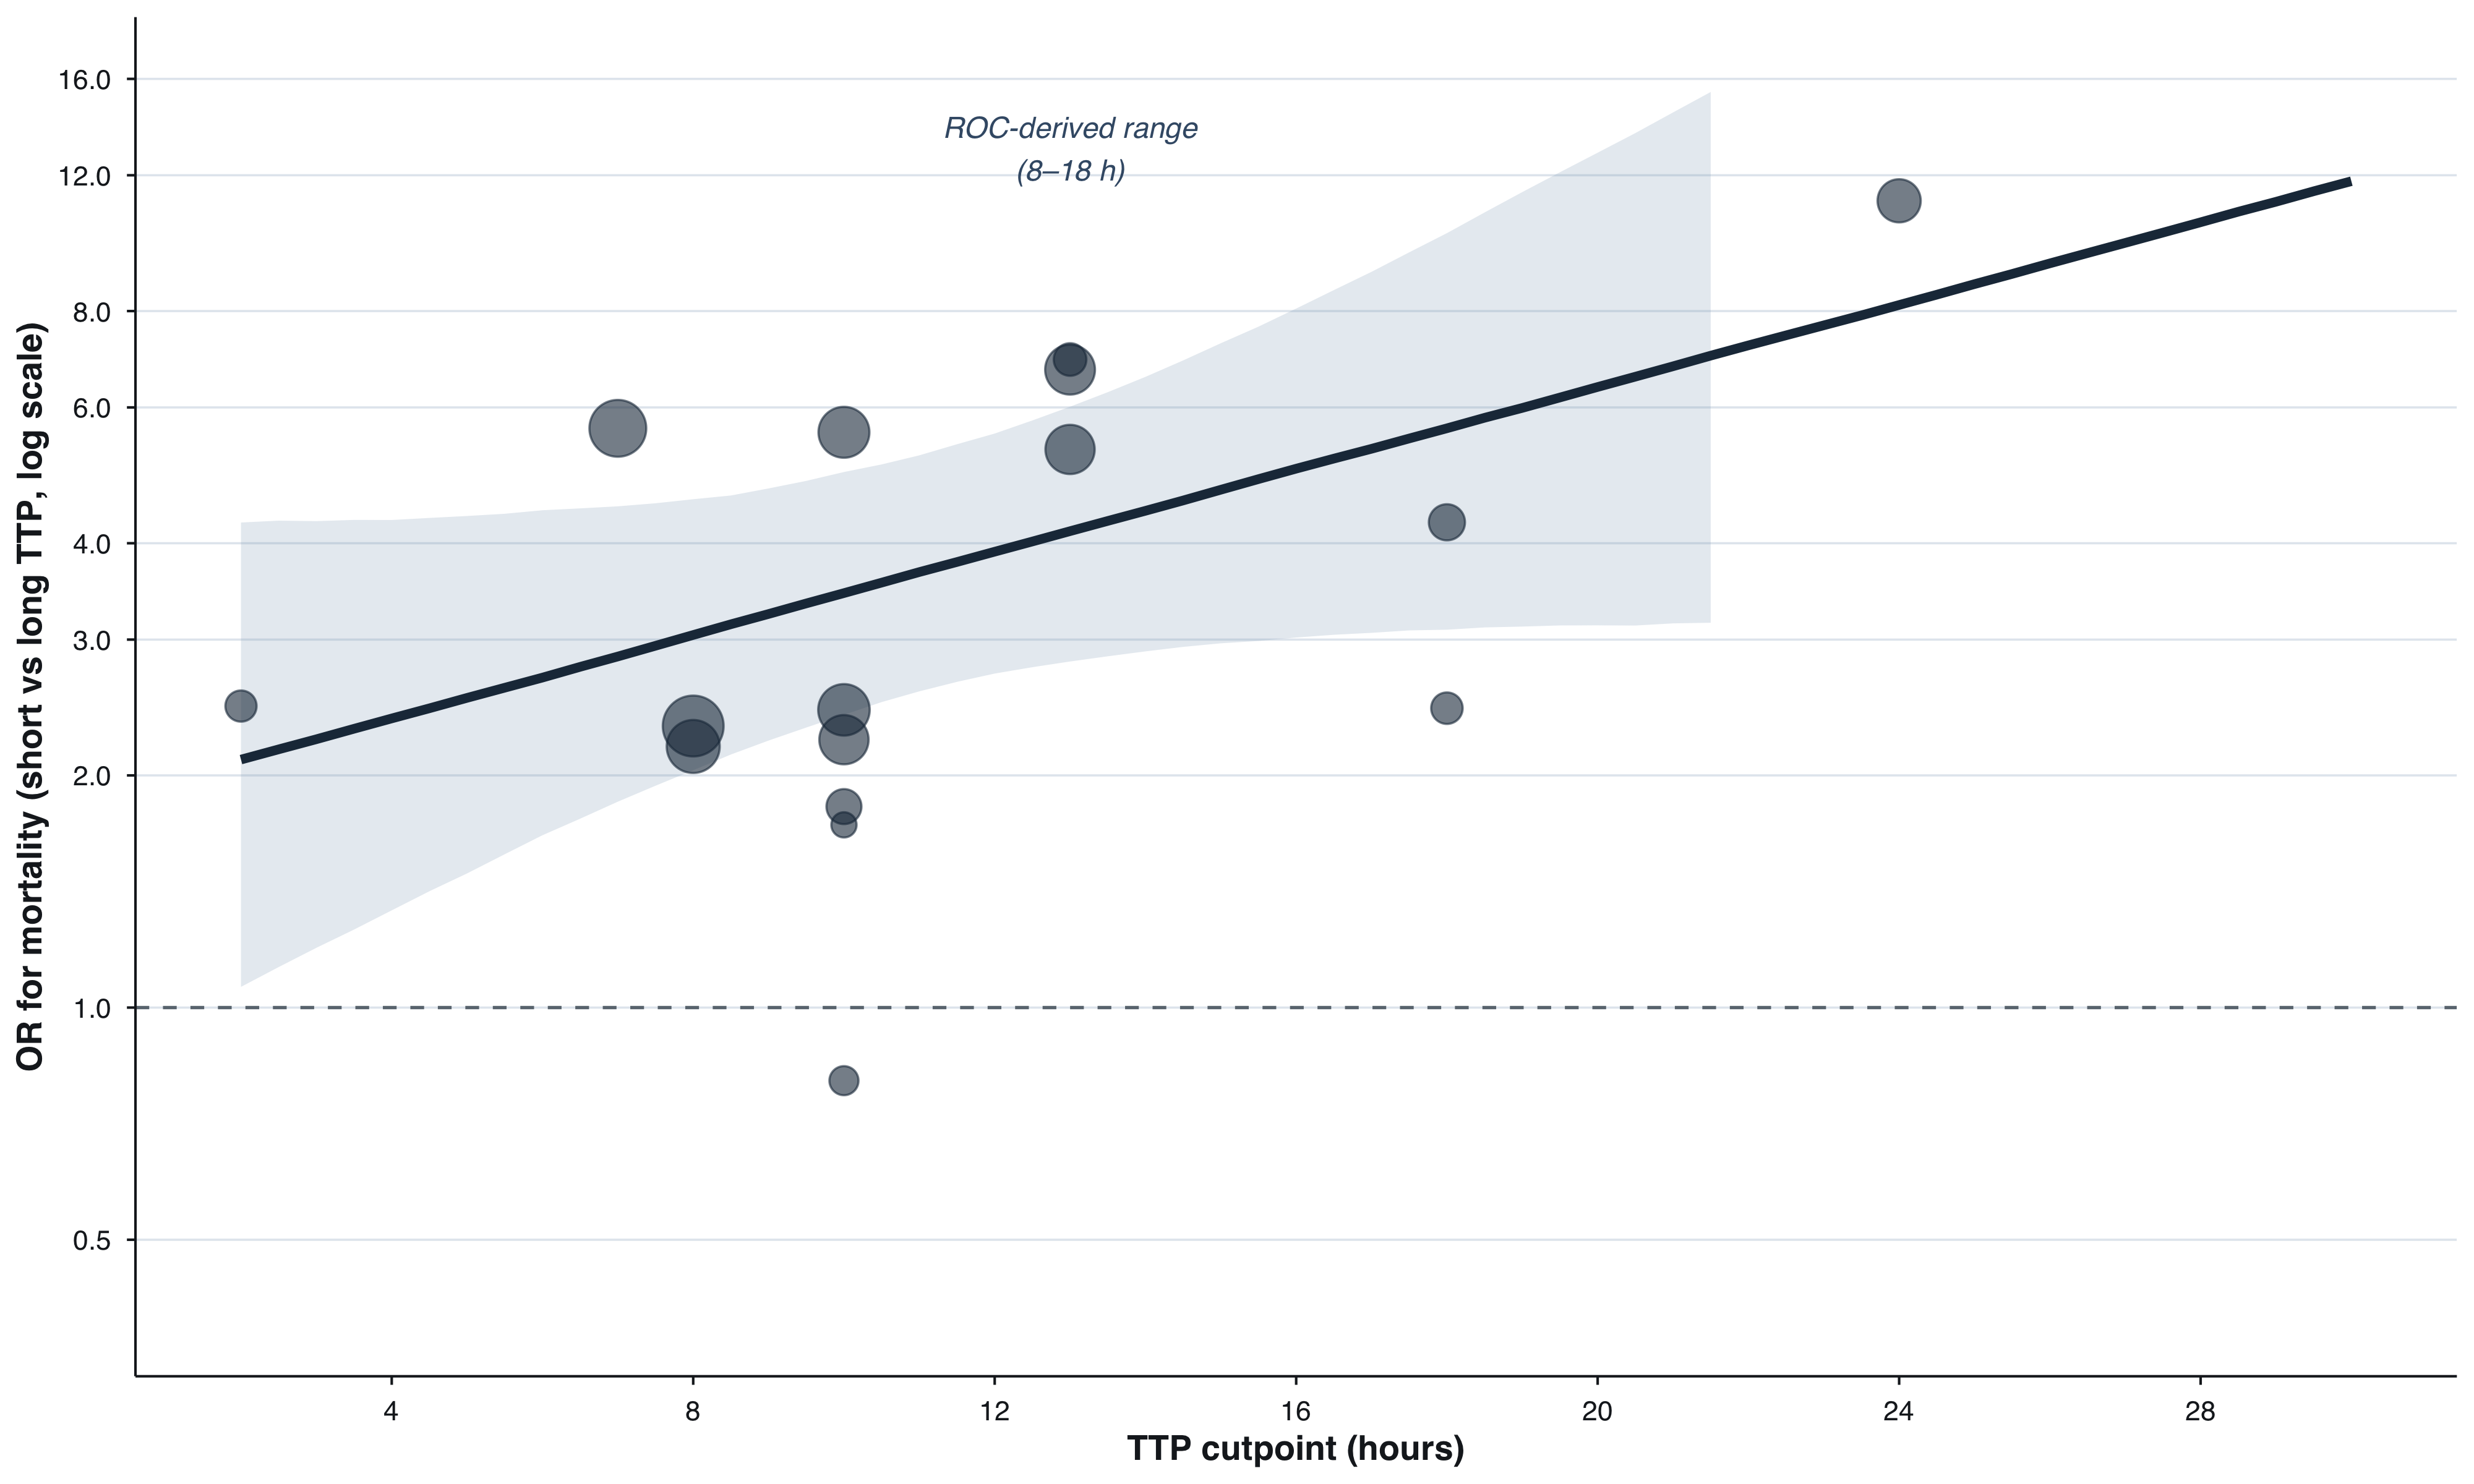 ROC-derived range
(8–18 h)
16.0
12.0
8.0
6.0
4.0
3.0
2.0
1.0
0.5
OR for mortality (short vs long TTP, log scale)
4 8 12 16 20 24 28
TTP cutpoint (hours)